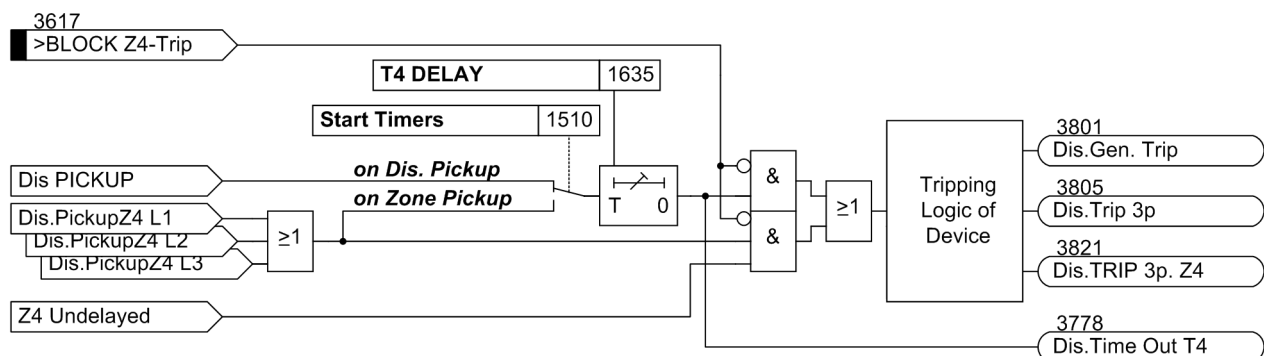 3617
>BLOCK Z4-Trip
T4 DELAY 1635
Start Timers 1510
Dis PICKUP
on Dis. Pickup
on Zone Pickup
Dis.PickupZ4 L1
Dis.PickupZ4 L2
Dis.PickupZ4 L3
≥1
T 0
&
&
≥1
Tripping
Logic of
Device
3801
Dis.Gen. Trip
3805
Dis.Trip 3p
3821
Dis.TRIP 3p. Z4
Z4 Undelayed
3778
Dis.Time Out T4